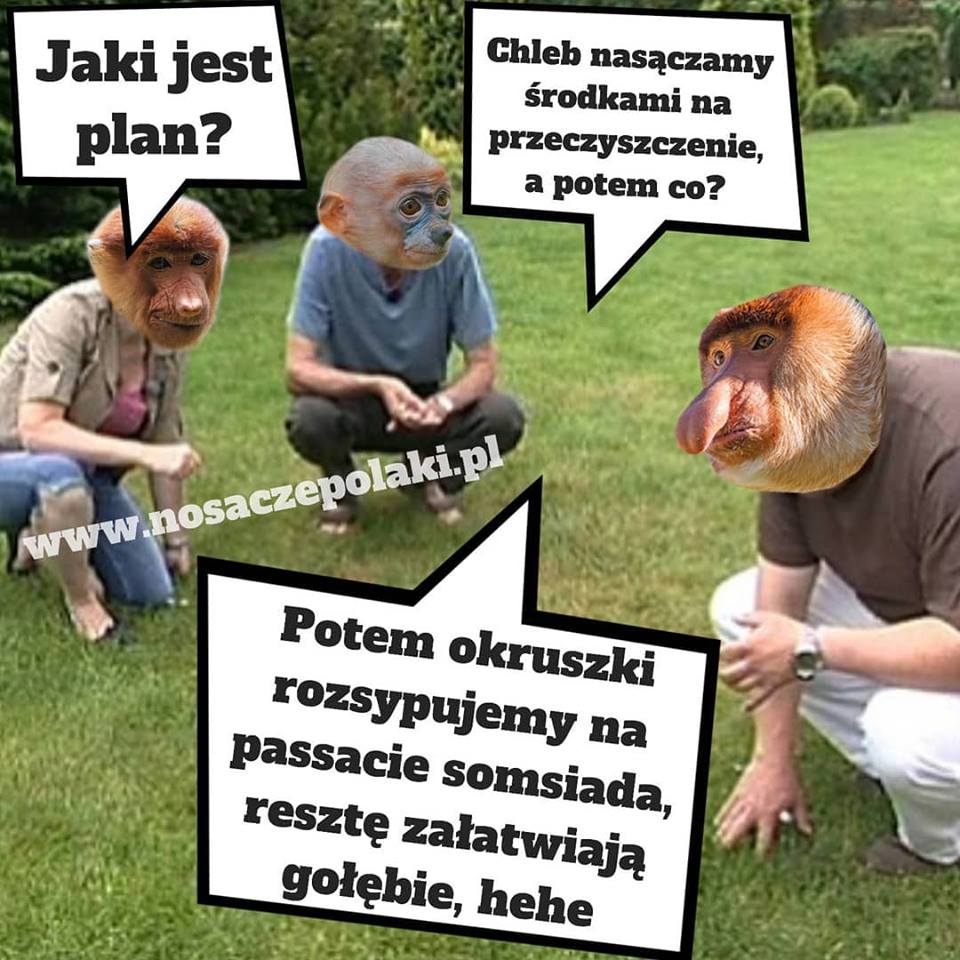 Jaki jest
plan?
Chleb nasączamy
środkami na
przeczyszczenie,
a potem co?
www.nosaczepolaki.pl
Potem okruszki
rozsypujemy na
passacie somsiada,
resztę załatwiają
gołębie, hehe